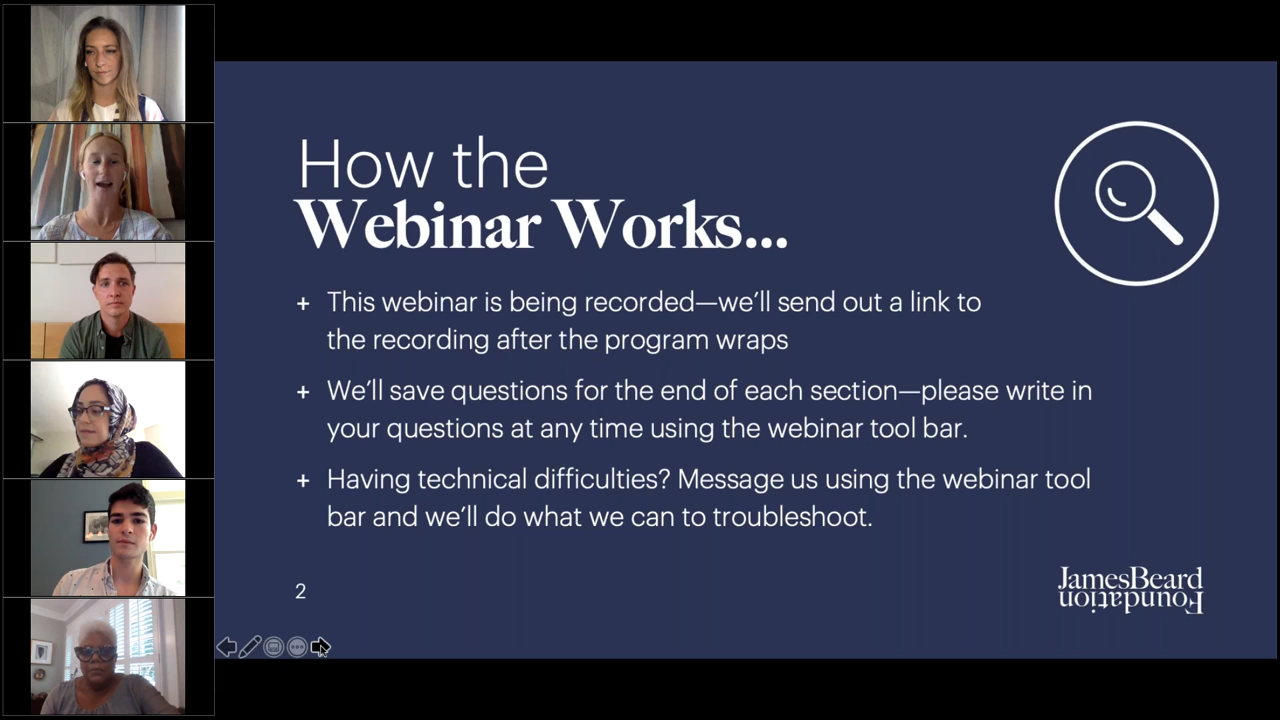 How the
Webinar Works...
+ This webinar is being recorded—we’ll send out a link to
the recording after the program wraps
+ We’ll save questions for the end of each section—please write in
your questions at any time using the webinar tool bar.
+ Having technical difficulties? Message us using the webinar tool
bar and we’ll do what we can to troubleshoot.
2
JamesBeard
Foundation